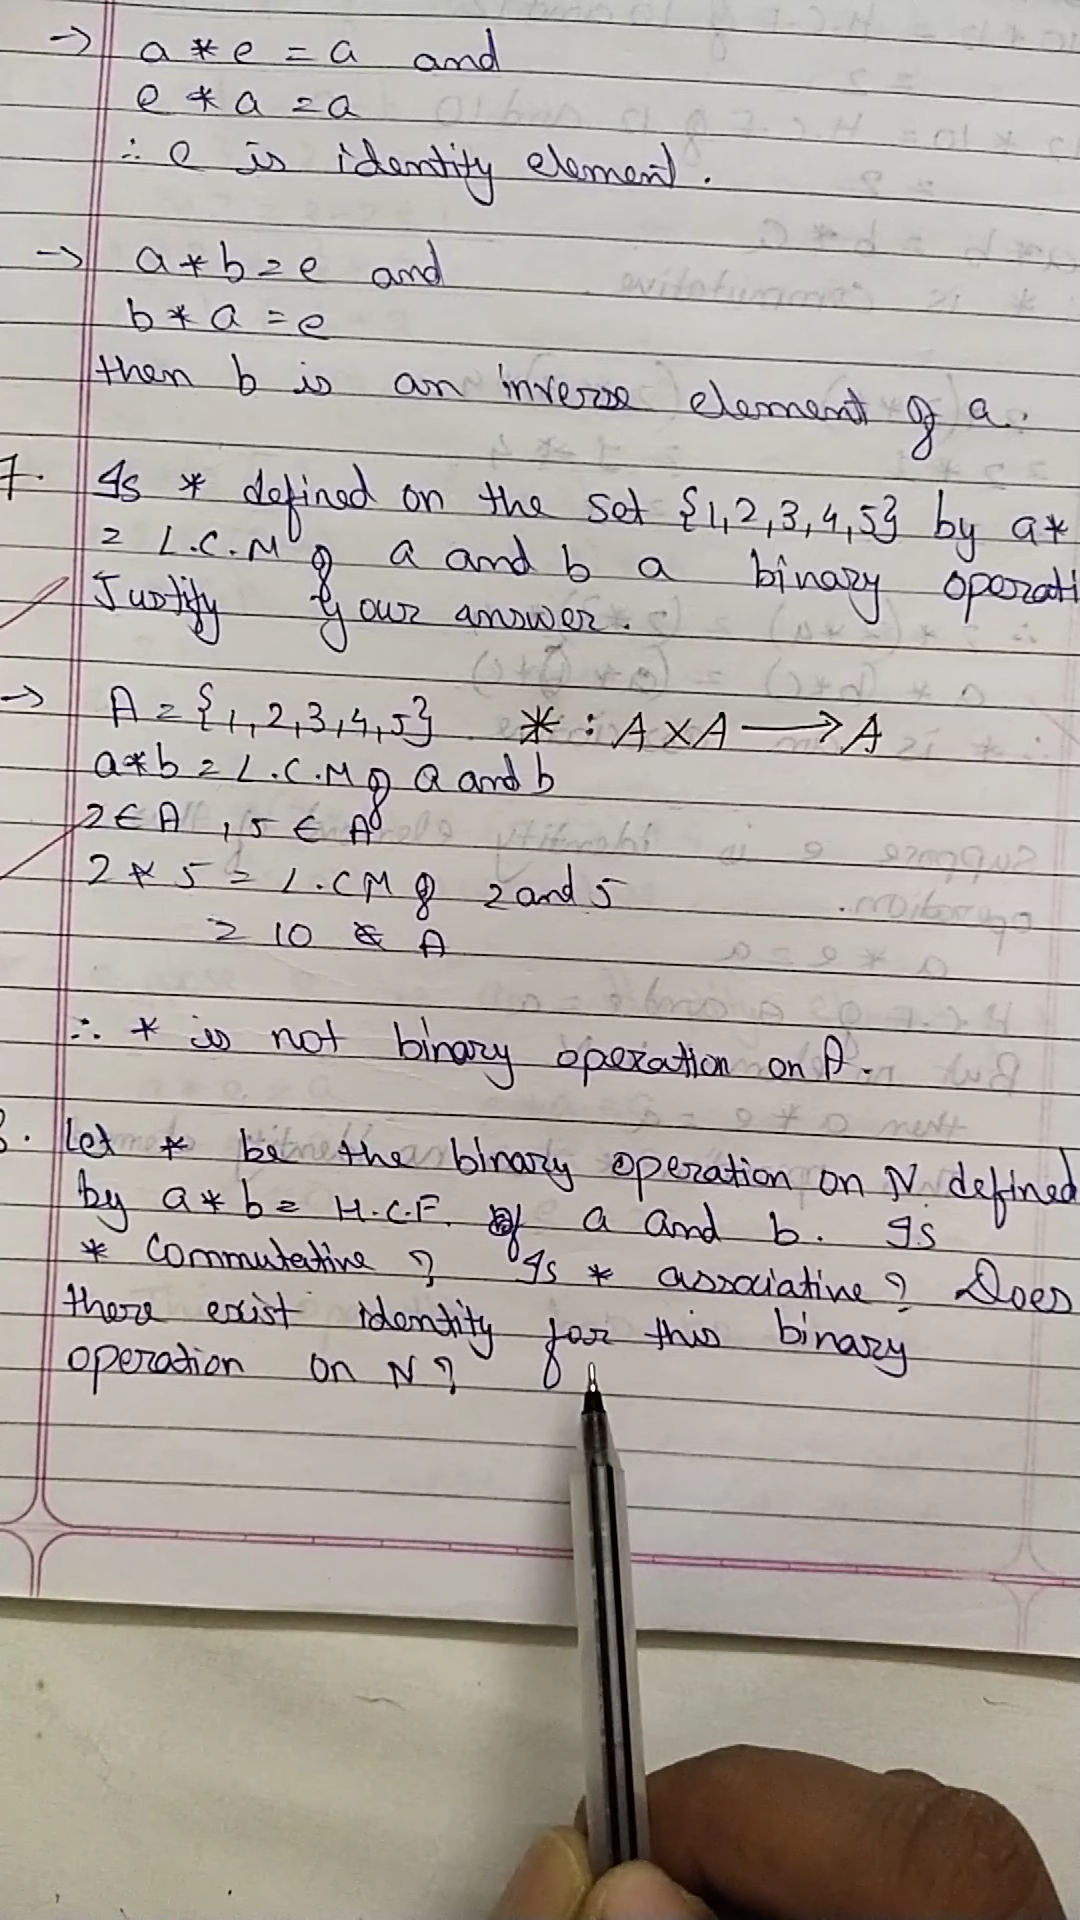 → a * e = a and
e * a = a
∴ e is identity element.
→ a * b = e and
b * a = e
then b is an inverse element of a.
7. Is * defined on the set {1,2,3,4,5} by a*
= L.C.M of a and b a binary operati
Justify your answer.
→ A = {1,2,3,4,5} * : A X A → A
a*b = L.C.M of a and b
2 ∈ A , 5 ∈ A
2 * 5 = L.C.M of 2 and 5
= 10 ∉ A
∴ * is not binary operation on A.
8. Let * be the binary operation on N defined
by a * b = H.C.F. of a and b. Is
* commutative ? Is * associative ? Does
there exist identity for this binary
operation on N ?